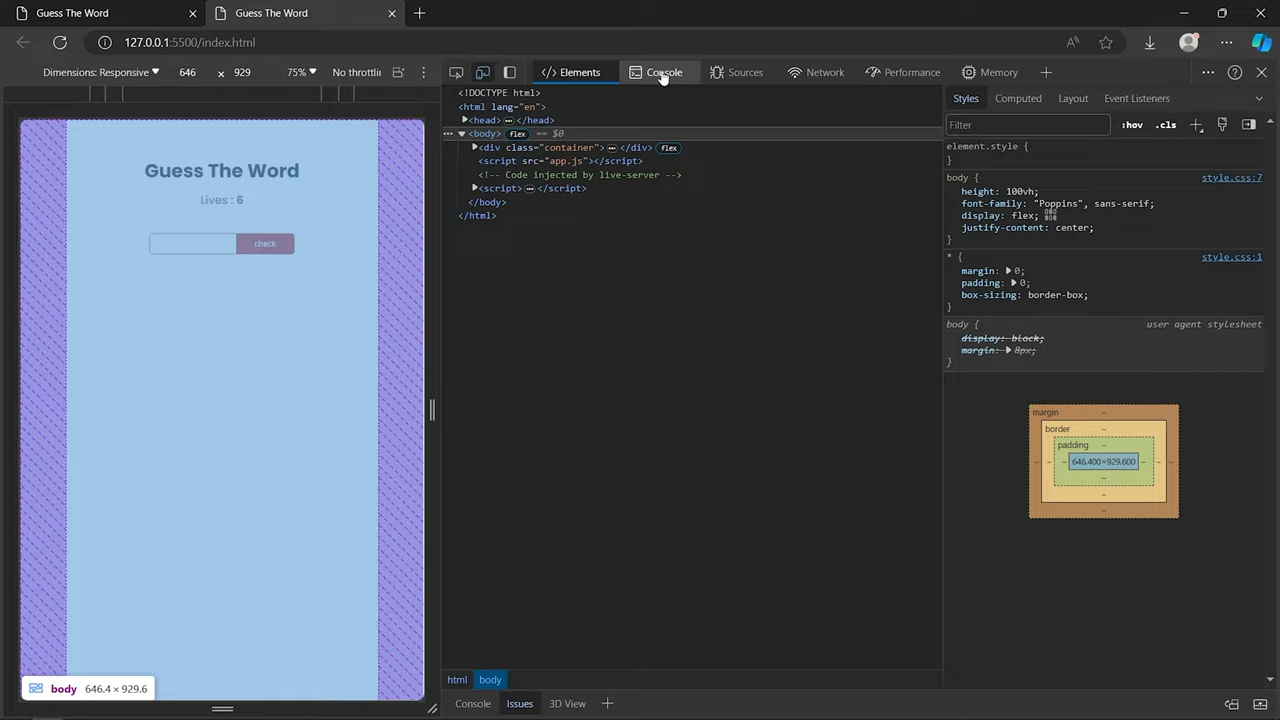 Guess The Word
Guess The Word
127.0.0.1:5500/index.html
Dimensions: Responsive 646 x 929 75% No throttli
Elements Console Sources Network Performance Memory
<!DOCTYPE html>
<html lang="en">
<head> ••• </head>
••• <body> flex == $0
<div class="container"> ••• </div> flex
<script src="app.js"></script>
<!-- Code injected by live-server -->
<script> ••• </script>
</body>
</html>
Guess The Word
Lives : 6
check
body 646.4 × 929.6
html body
Console Issues 3D View
Styles Computed Layout Event Listeners
Filter :hov .cls
element.style {
}
body { style.css:7
height: 100vh;
font-family: "Poppins", sans-serif;
display: flex;
justify-content: center;
}
* { style.css:1
margin: 0;
padding: 0;
box-sizing: border-box;
}
body { user agent stylesheet
display: block;
margin: 8px;
}
margin –
border –
padding –
– – – 646.400×929.600 – – –
–
–
–